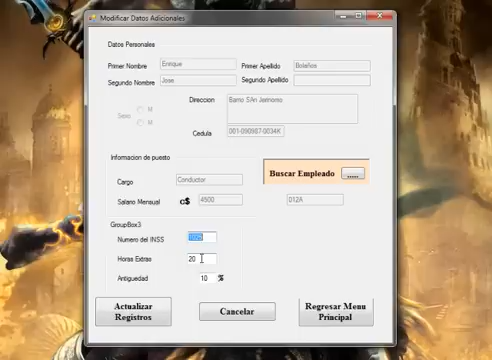 Modificar Datos Adicionales
Datos Personales
Primer Nombre Enrique Primer Apellido Bolaños
Segundo Nombre Jose Segundo Apellido
Direccion Barrio SAn Jerinomo
Sexo M
M
Cedula 001-090987-0034K
Informacion de puesto
Buscar Empleado .....
Cargo Conductor
Salario Mensual C$ 4500 012A
GroupBox3
Numero del INSS
Horas Extras 20
Antiguedad 10 %
Actualizar Registros
Cancelar
Regresar Menu Principal